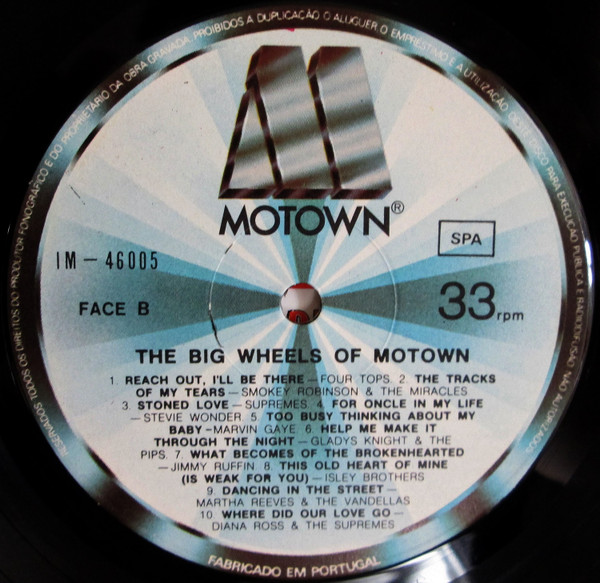 RESERVADOS TODOS OS DIREITOS DO PRODUTOR FONOGRÁFICO E DO PROPRIETÁRIO DA OBRA GRAVADA. PROIBIDOS A DUPLICAÇÃO O ALUGUER O EMPRÉSTIMO E A UTILIZAÇÃO DESTE DISCO PARA EXECUÇÃO PÚBLICA E RADIODIFUSÃO NÃO AUTORIZADOS
MOTOWN®
SPA
IM - 46005
FACE B
33 rpm
THE BIG WHEELS OF MOTOWN
1. REACH OUT, I'LL BE THERE — FOUR TOPS. 2. THE TRACKS
OF MY TEARS — SMOKEY ROBINSON & THE MIRACLES
3. STONED LOVE — SUPREMES. 4. FOR ONCLE IN MY LIFE
— STEVIE WONDER. 5. TOO BUSY THINKING ABOUT MY
BABY - MARVIN GAYE. 6. HELP ME MAKE IT
THROUGH THE NIGHT — GLADYS KNIGHT & THE
PIPS. 7. WHAT BECOMES OF THE BROKENHEARTED
— JIMMY RUFFIN. 8. THIS OLD HEART OF MINE
(IS WEAK FOR YOU) — ISLEY BROTHERS
9. DANCING IN THE STREET —
MARTHA REEVES & THE VANDELLAS
10. WHERE DID OUR LOVE GO —
DIANA ROSS & THE SUPREMES
FABRICADO EM PORTUGAL